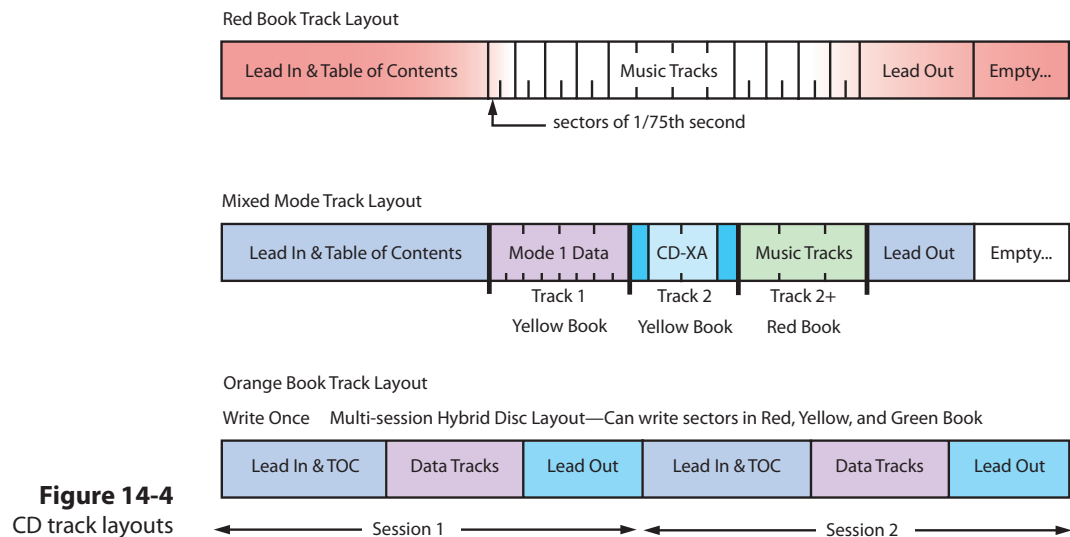 Red Book Track Layout
Lead In & Table of Contents Music Tracks Lead Out Empty...
sectors of 1/75th second
Mixed Mode Track Layout
Lead In & Table of Contents Mode 1 Data CD-XA Music Tracks Lead Out Empty...
Track 1 Track 2 Track 2+
Yellow Book Yellow Book Red Book
Orange Book Track Layout
Write Once Multi-session Hybrid Disc Layout—Can write sectors in Red, Yellow, and Green Book
Lead In & TOC Data Tracks Lead Out Lead In & TOC Data Tracks Lead Out
Session 1 Session 2
Figure 14-4
CD track layouts